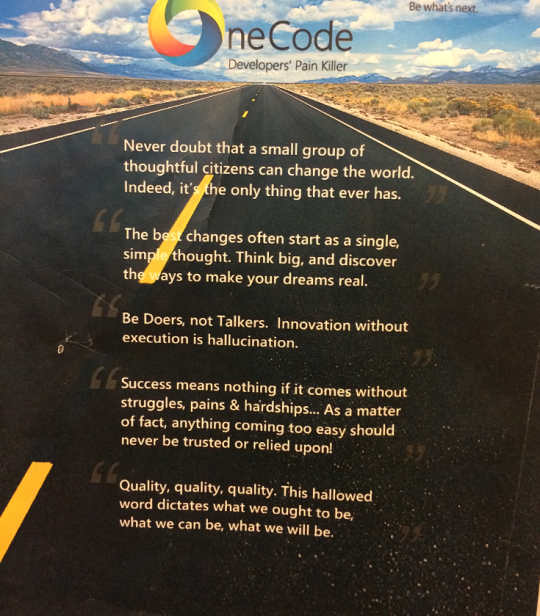 Be what's next.
OneCode
Developers' Pain Killer
“ Never doubt that a small group of
thoughtful citizens can change the world.
Indeed, it's the only thing that ever has. ”
“ The best changes often start as a single,
simple thought. Think big, and discover
the ways to make your dreams real. ”
“ Be Doers, not Talkers.  Innovation without
execution is hallucination. ”
“ Success means nothing if it comes without
struggles, pains & hardships... As a matter
of fact, anything coming too easy should
never be trusted or relied upon! ”
“ Quality, quality, quality. This hallowed
word dictates what we ought to be,
what we can be, what we will be. ”